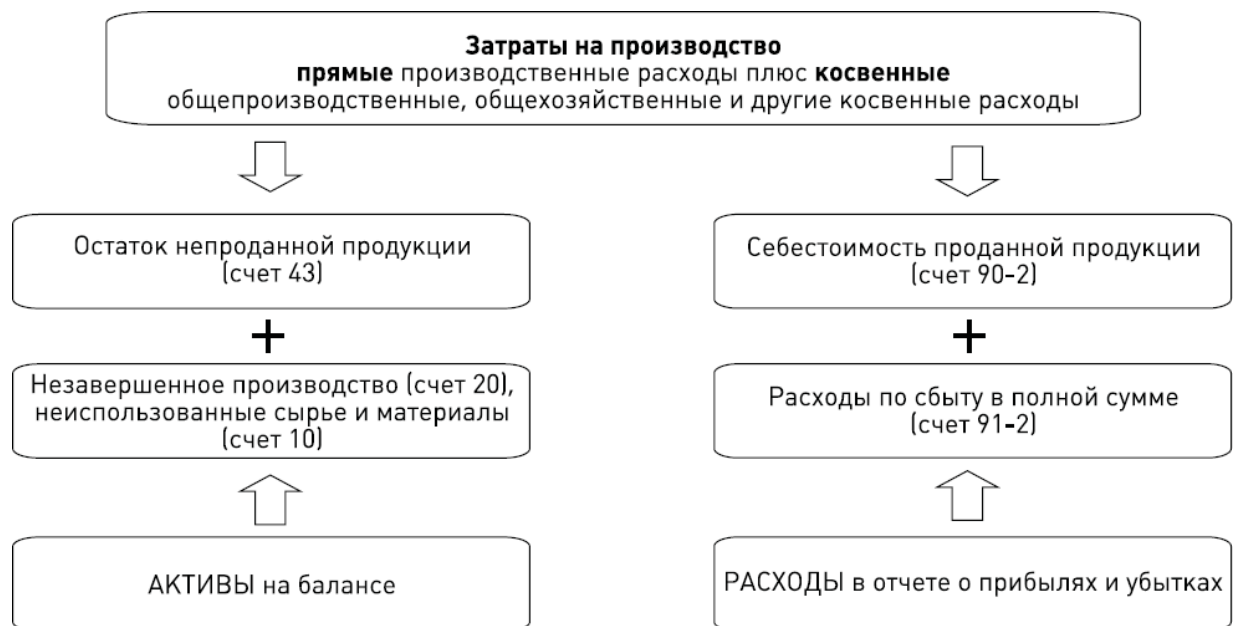 Затраты на производство
прямые производственные расходы плюс косвенные
общепроизводственные, общехозяйственные и другие косвенные расходы
Остаток непроданной продукции
(счет 43)
+
Незавершенное производство (счет 20),
неиспользованные сырье и материалы
(счет 10)
АКТИВЫ на балансе
Себестоимость проданной продукции
(счет 90-2)
+
Расходы по сбыту в полной сумме
(счет 91-2)
РАСХОДЫ в отчете о прибылях и убытках